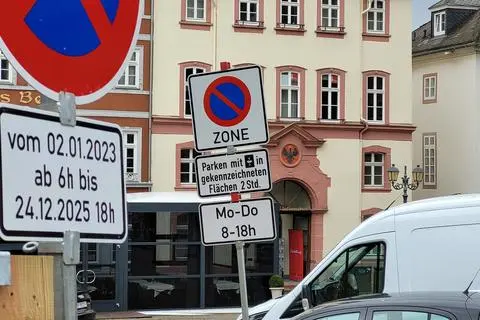 vom 02.01.2023
ab 6h bis
24.12.2025 18h
ZONE
Parken mit in
gekennzeichneten
Flächen 2 Std.
Mo-Do
8-18h